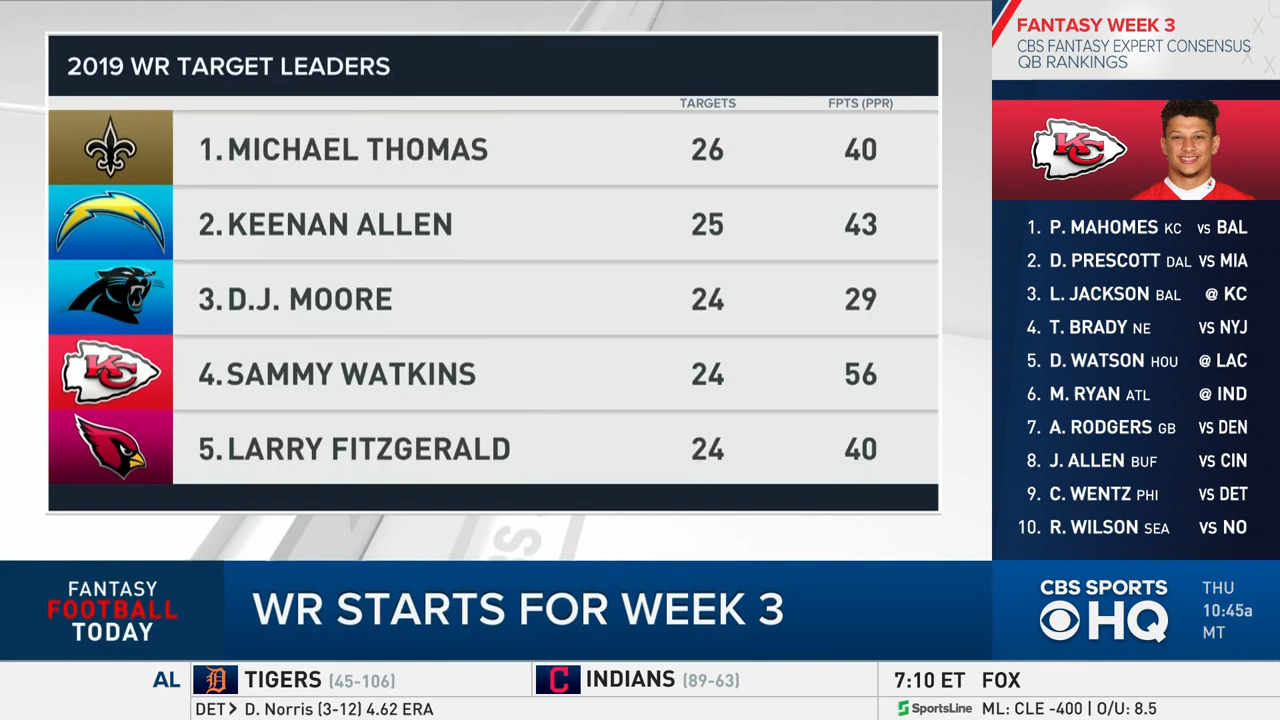 2019 WR TARGET LEADERS
TARGETS FPTS (PPR)
1. MICHAEL THOMAS 26 40
2. KEENAN ALLEN 25 43
3. D.J. MOORE 24 29
4. SAMMY WATKINS 24 56
5. LARRY FITZGERALD 24 40
FANTASY WEEK 3
CBS FANTASY EXPERT CONSENSUS
QB RANKINGS
KC
1. P. MAHOMES KC VS BAL
2. D. PRESCOTT DAL VS MIA
3. L. JACKSON BAL @ KC
4. T. BRADY NE VS NYJ
5. D. WATSON HOU @ LAC
6. M. RYAN ATL @ IND
7. A. RODGERS GB VS DEN
8. J. ALLEN BUF VS CIN
9. C. WENTZ PHI VS DET
10. R. WILSON SEA VS NO
FANTASY
FOOTBALL
TODAY
WR STARTS FOR WEEK 3
CBS SPORTS
HQ
THU
10:45a
MT
AL TIGERS (45-106) INDIANS (89-63) 7:10 ET FOX
DET > D. Norris (3-12) 4.62 ERA SportsLine ML: CLE -400 | O/U: 8.5